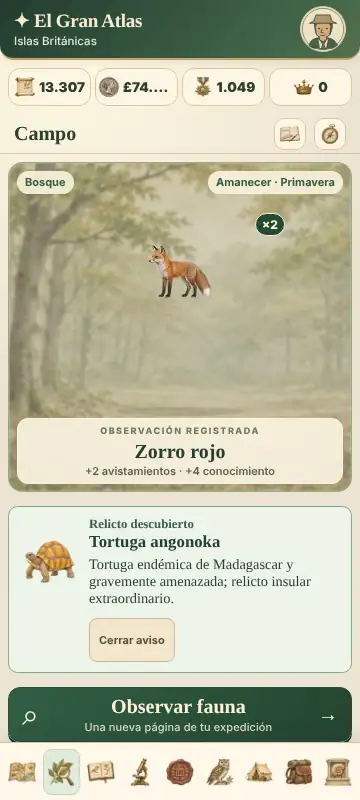 ✦ El Gran Atlas
Islas Británicas
13.307
£74....
1.049
0
Campo
Bosque
Amanecer · Primavera
×2
OBSERVACIÓN REGISTRADA
Zorro rojo
+2 avistamientos · +4 conocimiento
Relicto descubierto
Tortuga angonoka
Tortuga endémica de Madagascar y
gravemente amenazada; relicto insular
extraordinario.
Cerrar aviso
Observar fauna
Una nueva página de tu expedición
→